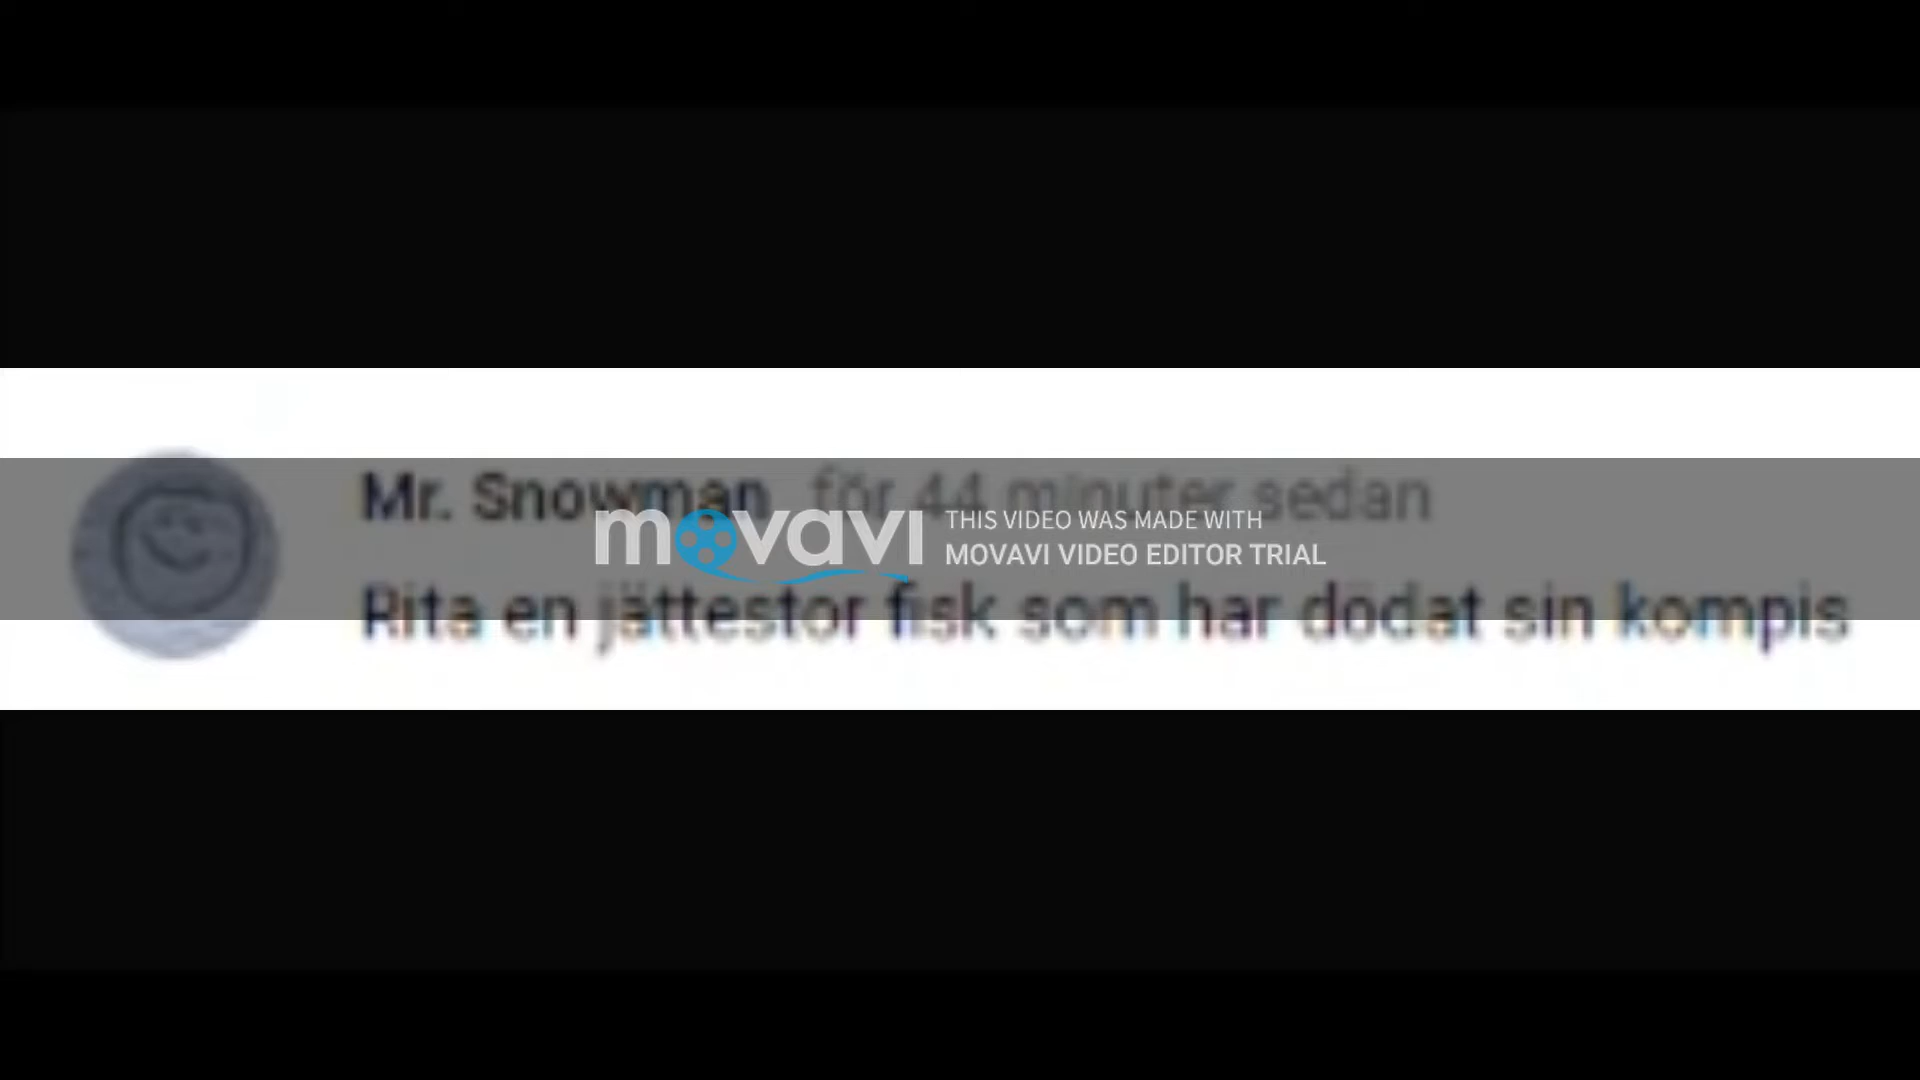 Mr. Snowman för 44 minuter sedan
movavi THIS VIDEO WAS MADE WITH
MOVAVI VIDEO EDITOR TRIAL
Rita en jättestor fisk som har dödat sin kompis